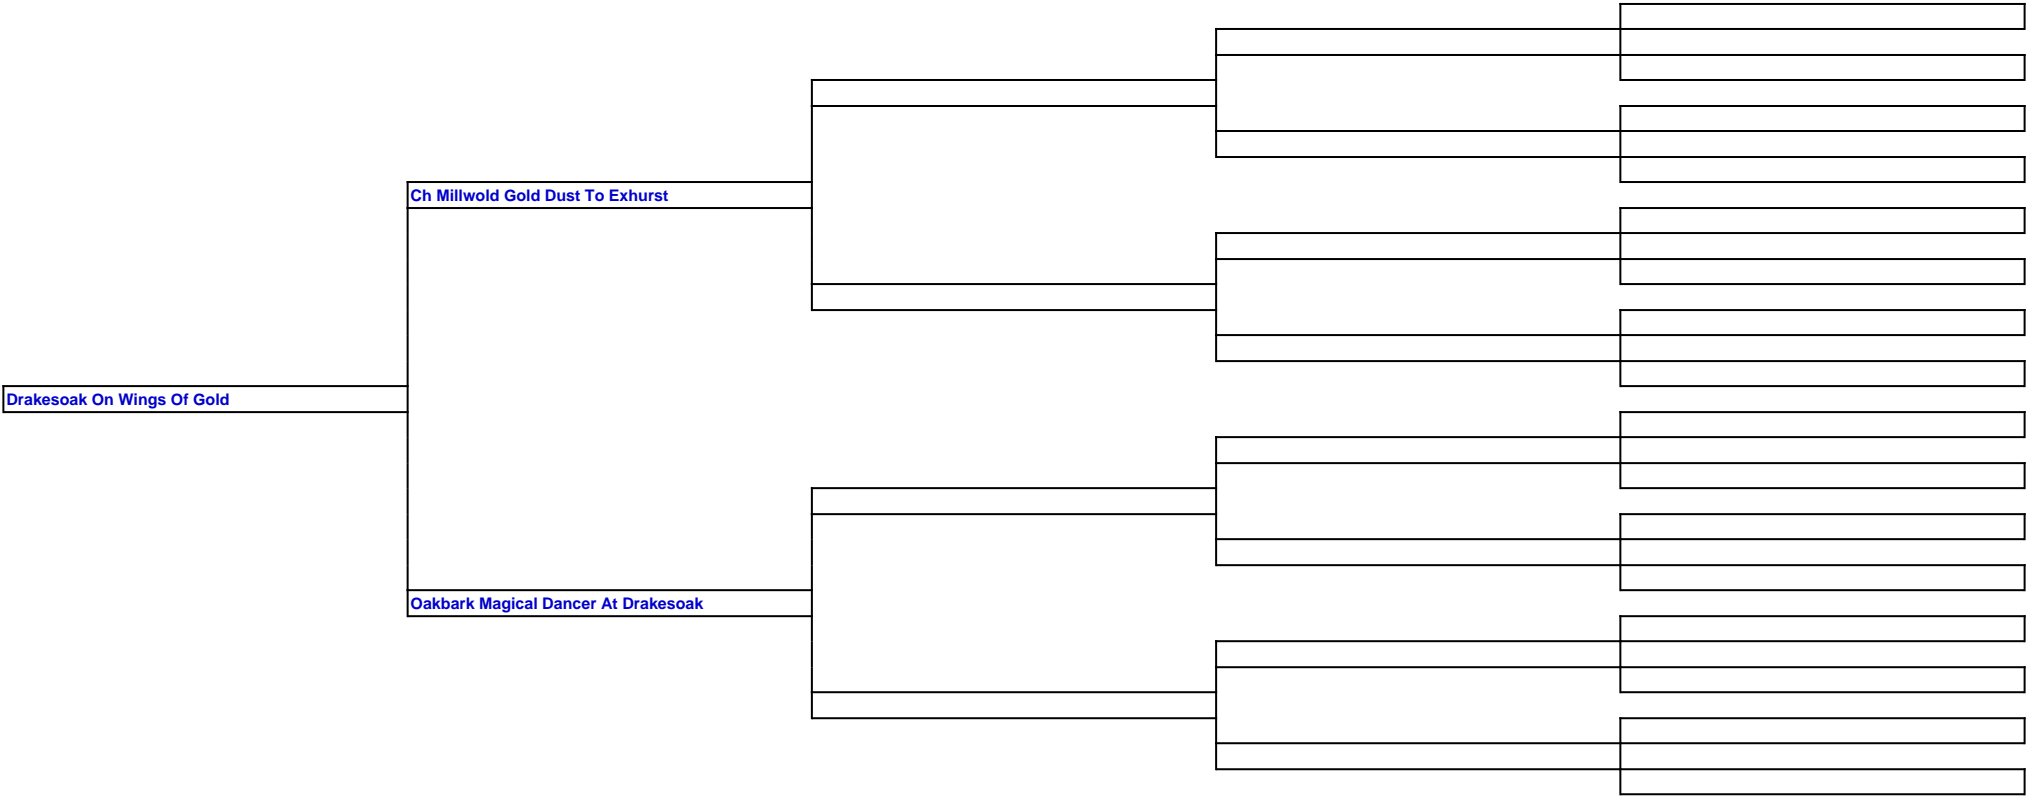 Ch Millwold Gold Dust To Exhurst
Drakesoak On Wings Of Gold
Oakbark Magical Dancer At Drakesoak